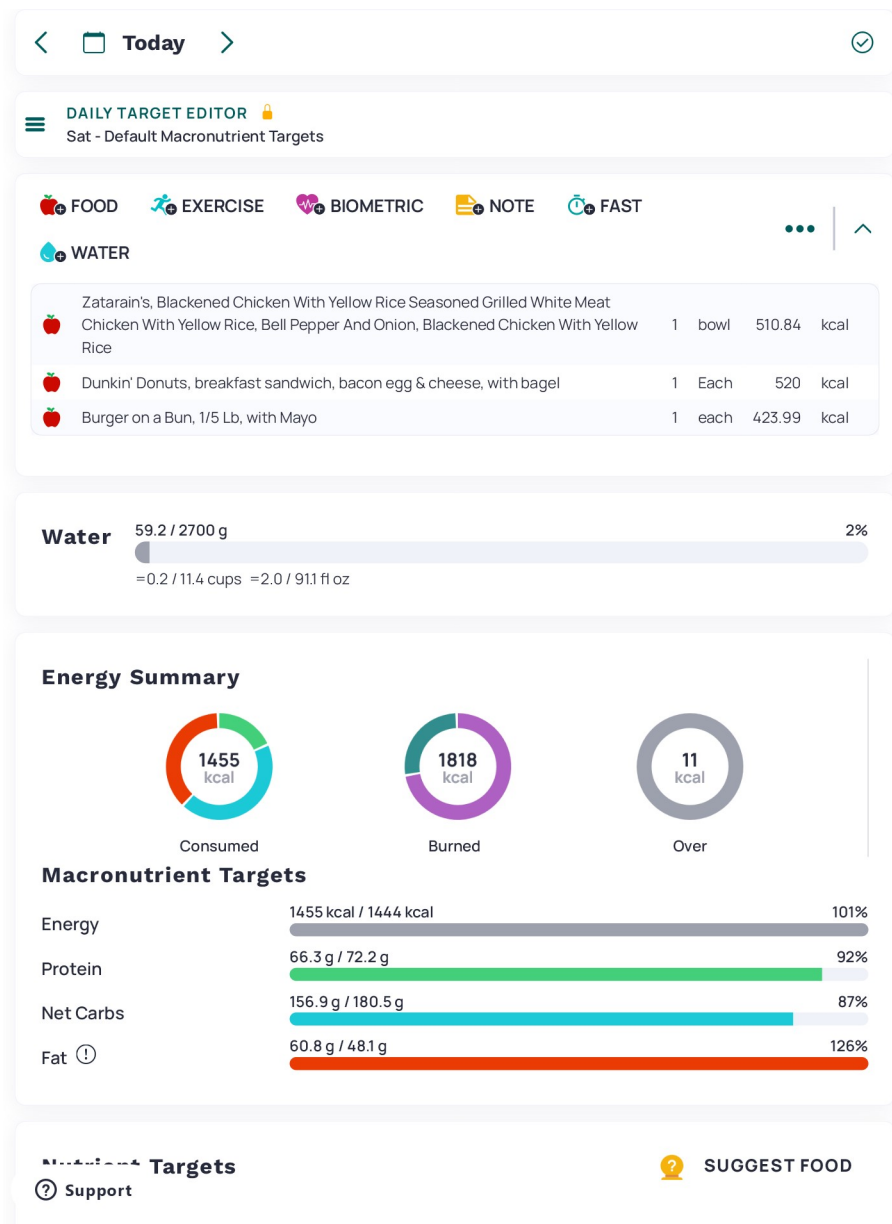 Today
DAILY TARGET EDITOR
Sat - Default Macronutrient Targets
FOOD EXERCISE BIOMETRIC NOTE FAST
WATER
Zatarain's, Blackened Chicken With Yellow Rice Seasoned Grilled White Meat
Chicken With Yellow Rice, Bell Pepper And Onion, Blackened Chicken With Yellow 1 bowl 510.84 kcal
Rice
Dunkin' Donuts, breakfast sandwich, bacon egg & cheese, with bagel 1 Each 520 kcal
Burger on a Bun, 1/5 Lb, with Mayo 1 each 423.99 kcal
Water 59.2 / 2700 g 2%
=0.2 / 11.4 cups =2.0 / 91.1 fl oz
Energy Summary
1455 1818 11
kcal kcal kcal
Consumed Burned Over
Macronutrient Targets
Energy 1455 kcal / 1444 kcal 101%
Protein 66.3 g / 72.2 g 92%
Net Carbs 156.9 g / 180.5 g 87%
Fat 60.8 g / 48.1 g 126%
Nutrient Targets SUGGEST FOOD
Support